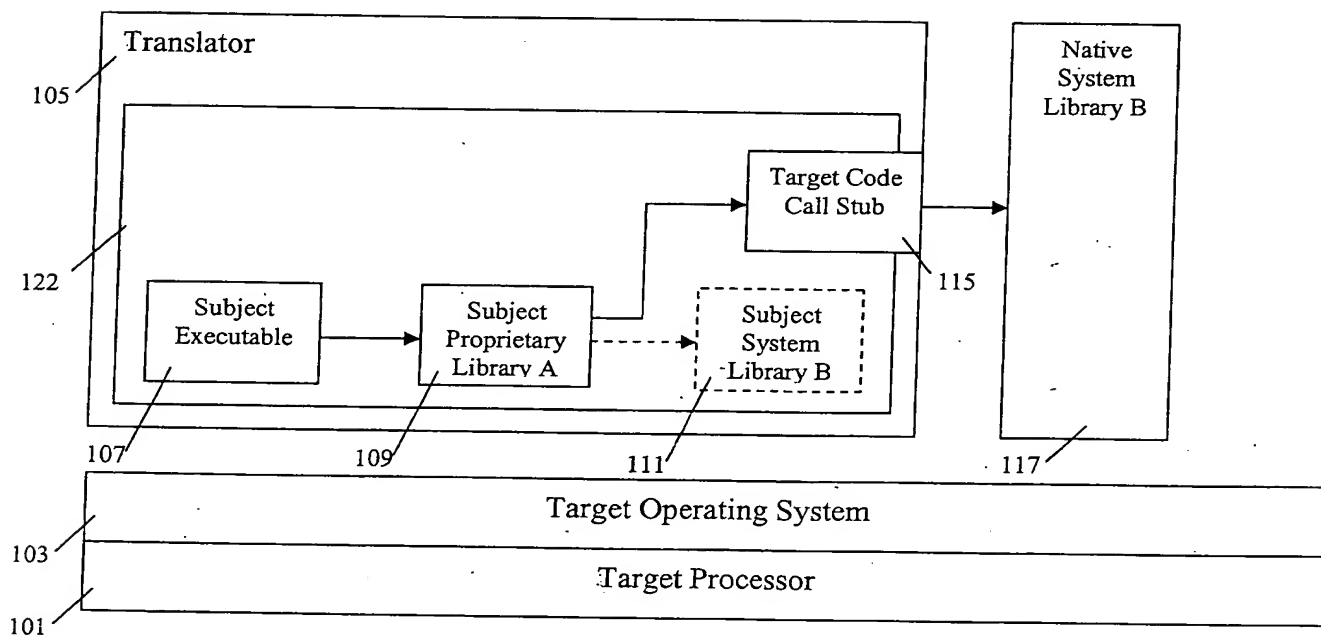 Translator
Native
System
Library B
105
Target Code
Call Stub
122
115
Subject
Executable
Subject
Proprietary
Library A
Subject
System
Library B
107
109
111
117
Target Operating System
103
Target Processor
101